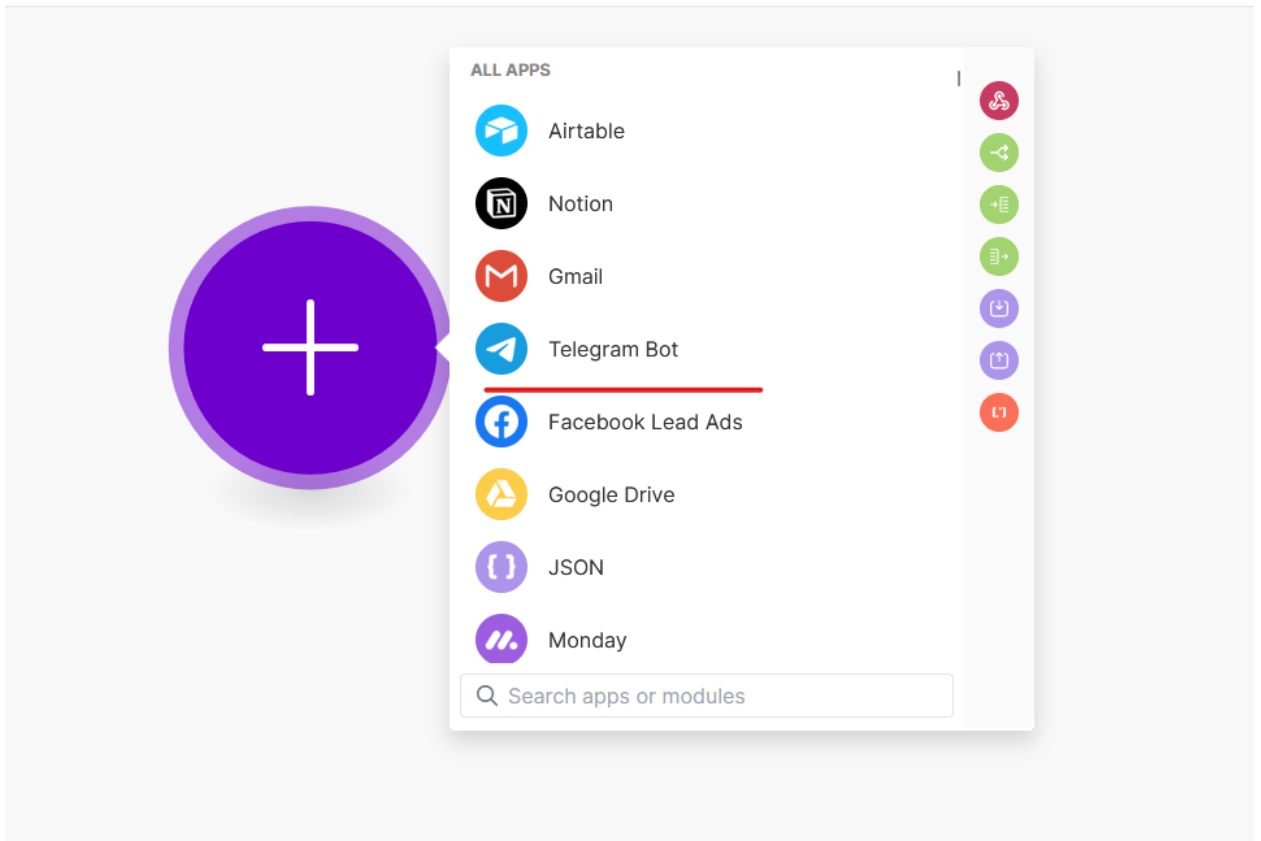 ALL APPS
Airtable
Notion
Gmail
Telegram Bot
Facebook Lead Ads
Google Drive
JSON
Monday
Search apps or modules